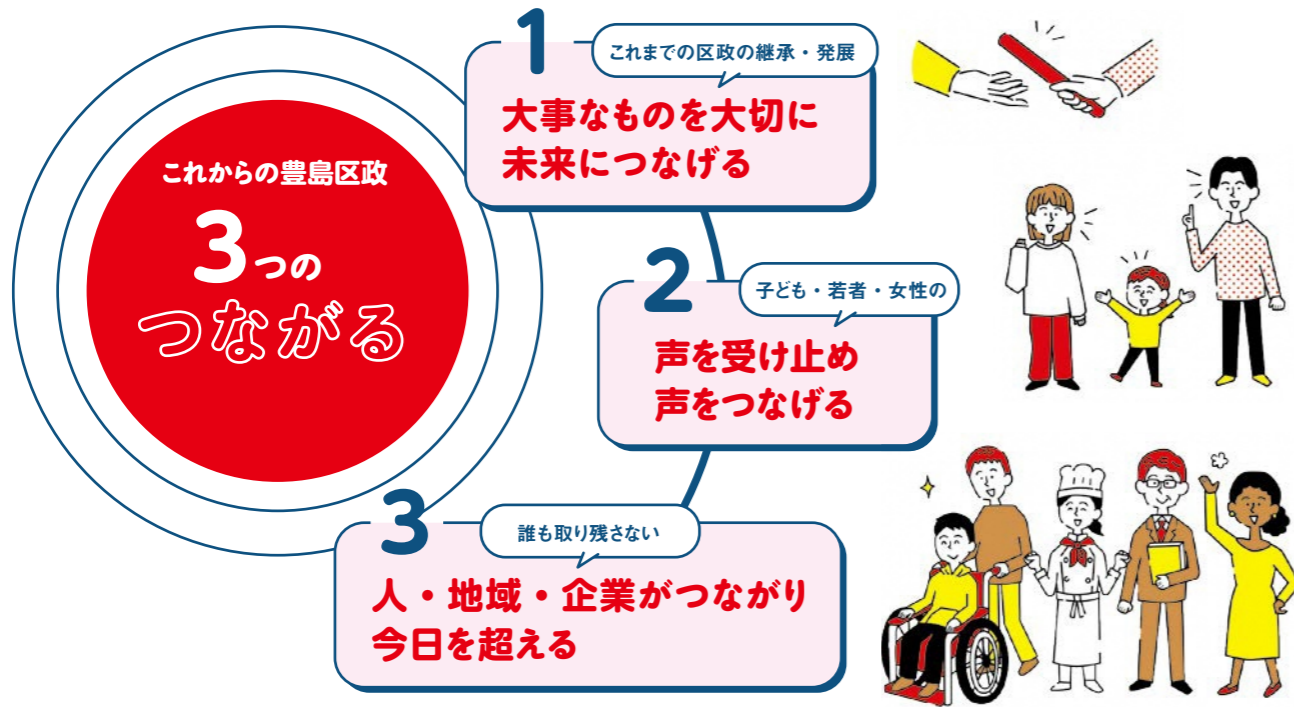 これからの豊島区政
3つの
つながる
1
これまでの区政の継承・発展
大事なものを大切に
未来につなげる
2
子ども・若者・女性の
声を受け止め
声をつなげる
3
誰も取り残さない
人・地域・企業がつながり
今日を超える